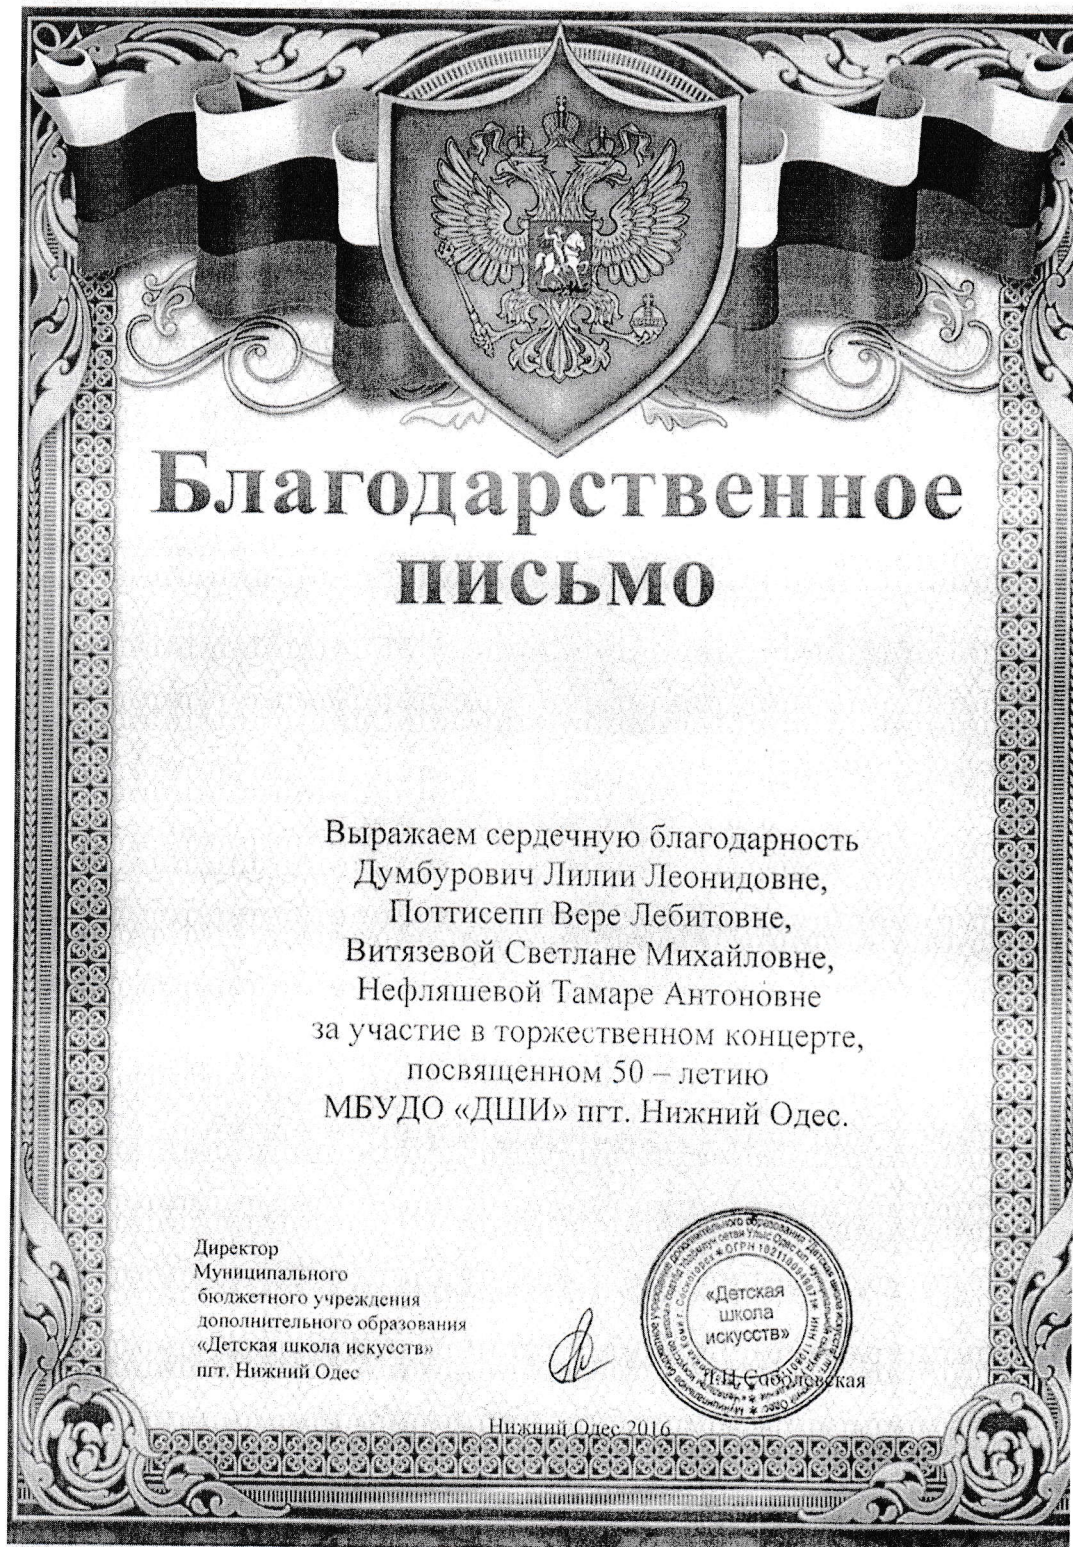 Благодарственное
письмо
Выражаем сердечную благодарность
Думбурович Лилии Леонидовне,
Поттисепп Вере Лебитовне,
Витязевой Светлане Михайловне,
Нефляшевой Тамаре Антоновне
за участие в торжественном концерте,
посвященном 50 – летию
МБУДО «ДШИ» пгт. Нижний Одес.
Директор
Муниципального
бюджетного учреждения
дополнительного образования
«Детская школа искусств»
пгт. Нижний Одес
«Детская
школа
искусств»
Соболевская
Нижний Одес 2016